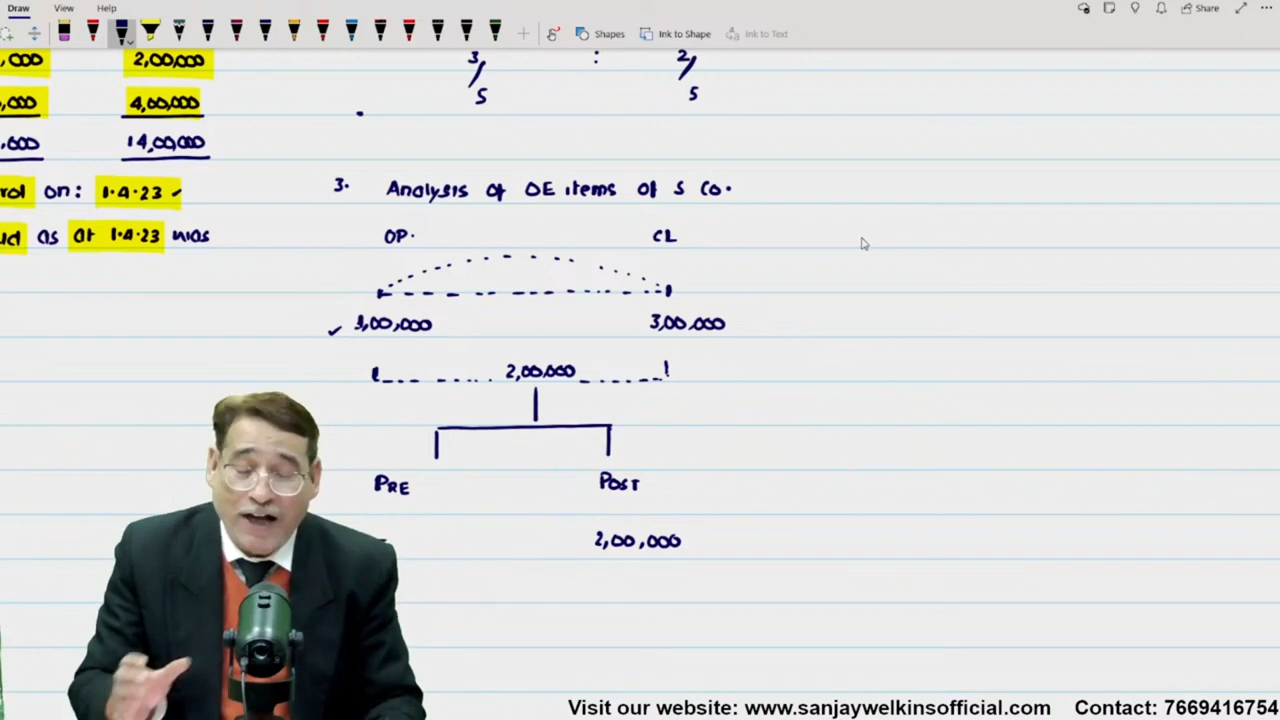 Draw View Help
Share
Shapes Ink to Shape Ink to Text
,000 2,00,000
,000 4,00,000
,000 14,00,000
rol on: 1.4.23 ✓
as at 1.4.23 was
3/5 : 2/5
3. Analysis of OE items of S Co.
OP. CL
✓ 1,00,000 3,00,000
2,00,000
PRE POST
- 2,00,000
Visit our website: www.sanjaywelkinsofficial.com Contact: 7669416754